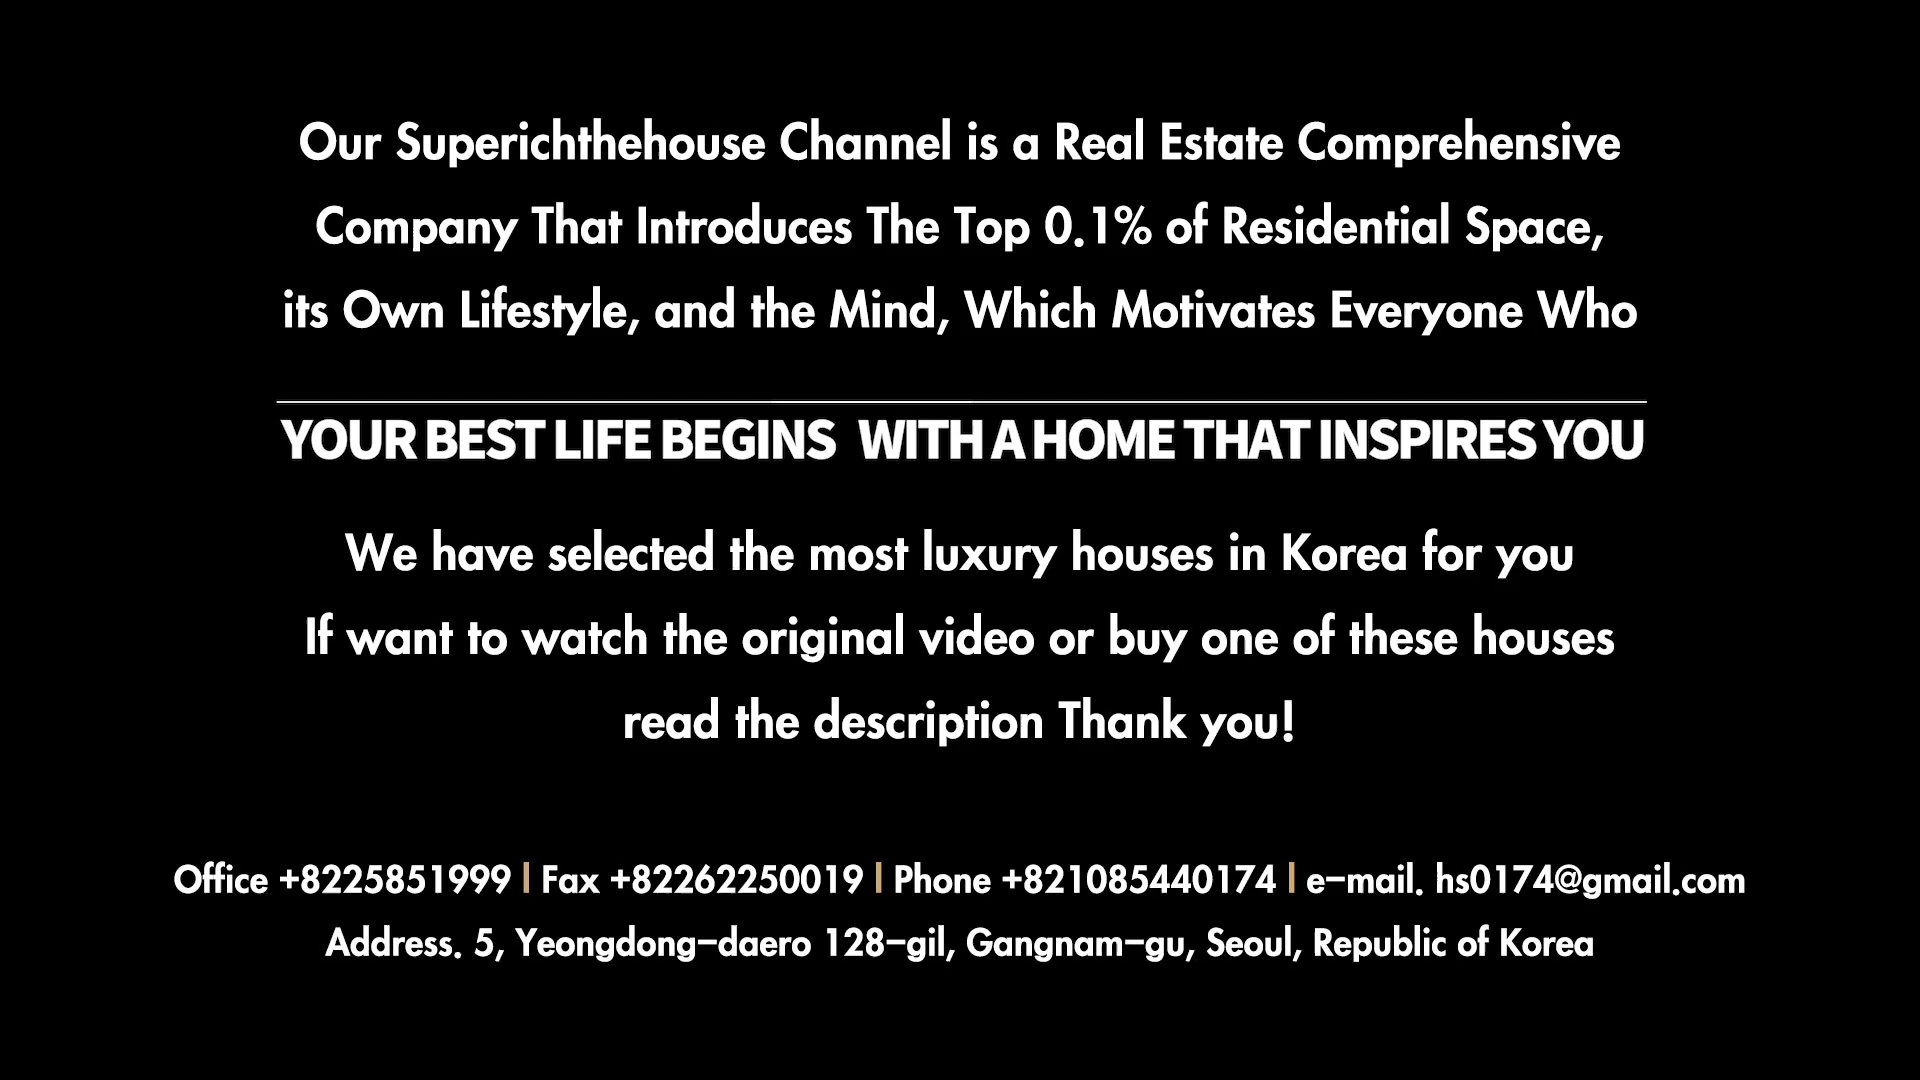 Our Superichthehouse Channel is a Real Estate Comprehensive
Company That Introduces The Top 0.1% of Residential Space,
its Own Lifestyle, and the Mind, Which Motivates Everyone Who
YOUR BEST LIFE BEGINS WITH A HOME THAT INSPIRES YOU
We have selected the most luxury houses in Korea for you
If want to watch the original video or buy one of these houses
read the description Thank you!
Office +8225851999 | Fax +82262250019 | Phone +821085440174 | e-mail. hs0174@gmail.com
Address. 5, Yeongdong-daero 128-gil, Gangnam-gu, Seoul, Republic of Korea